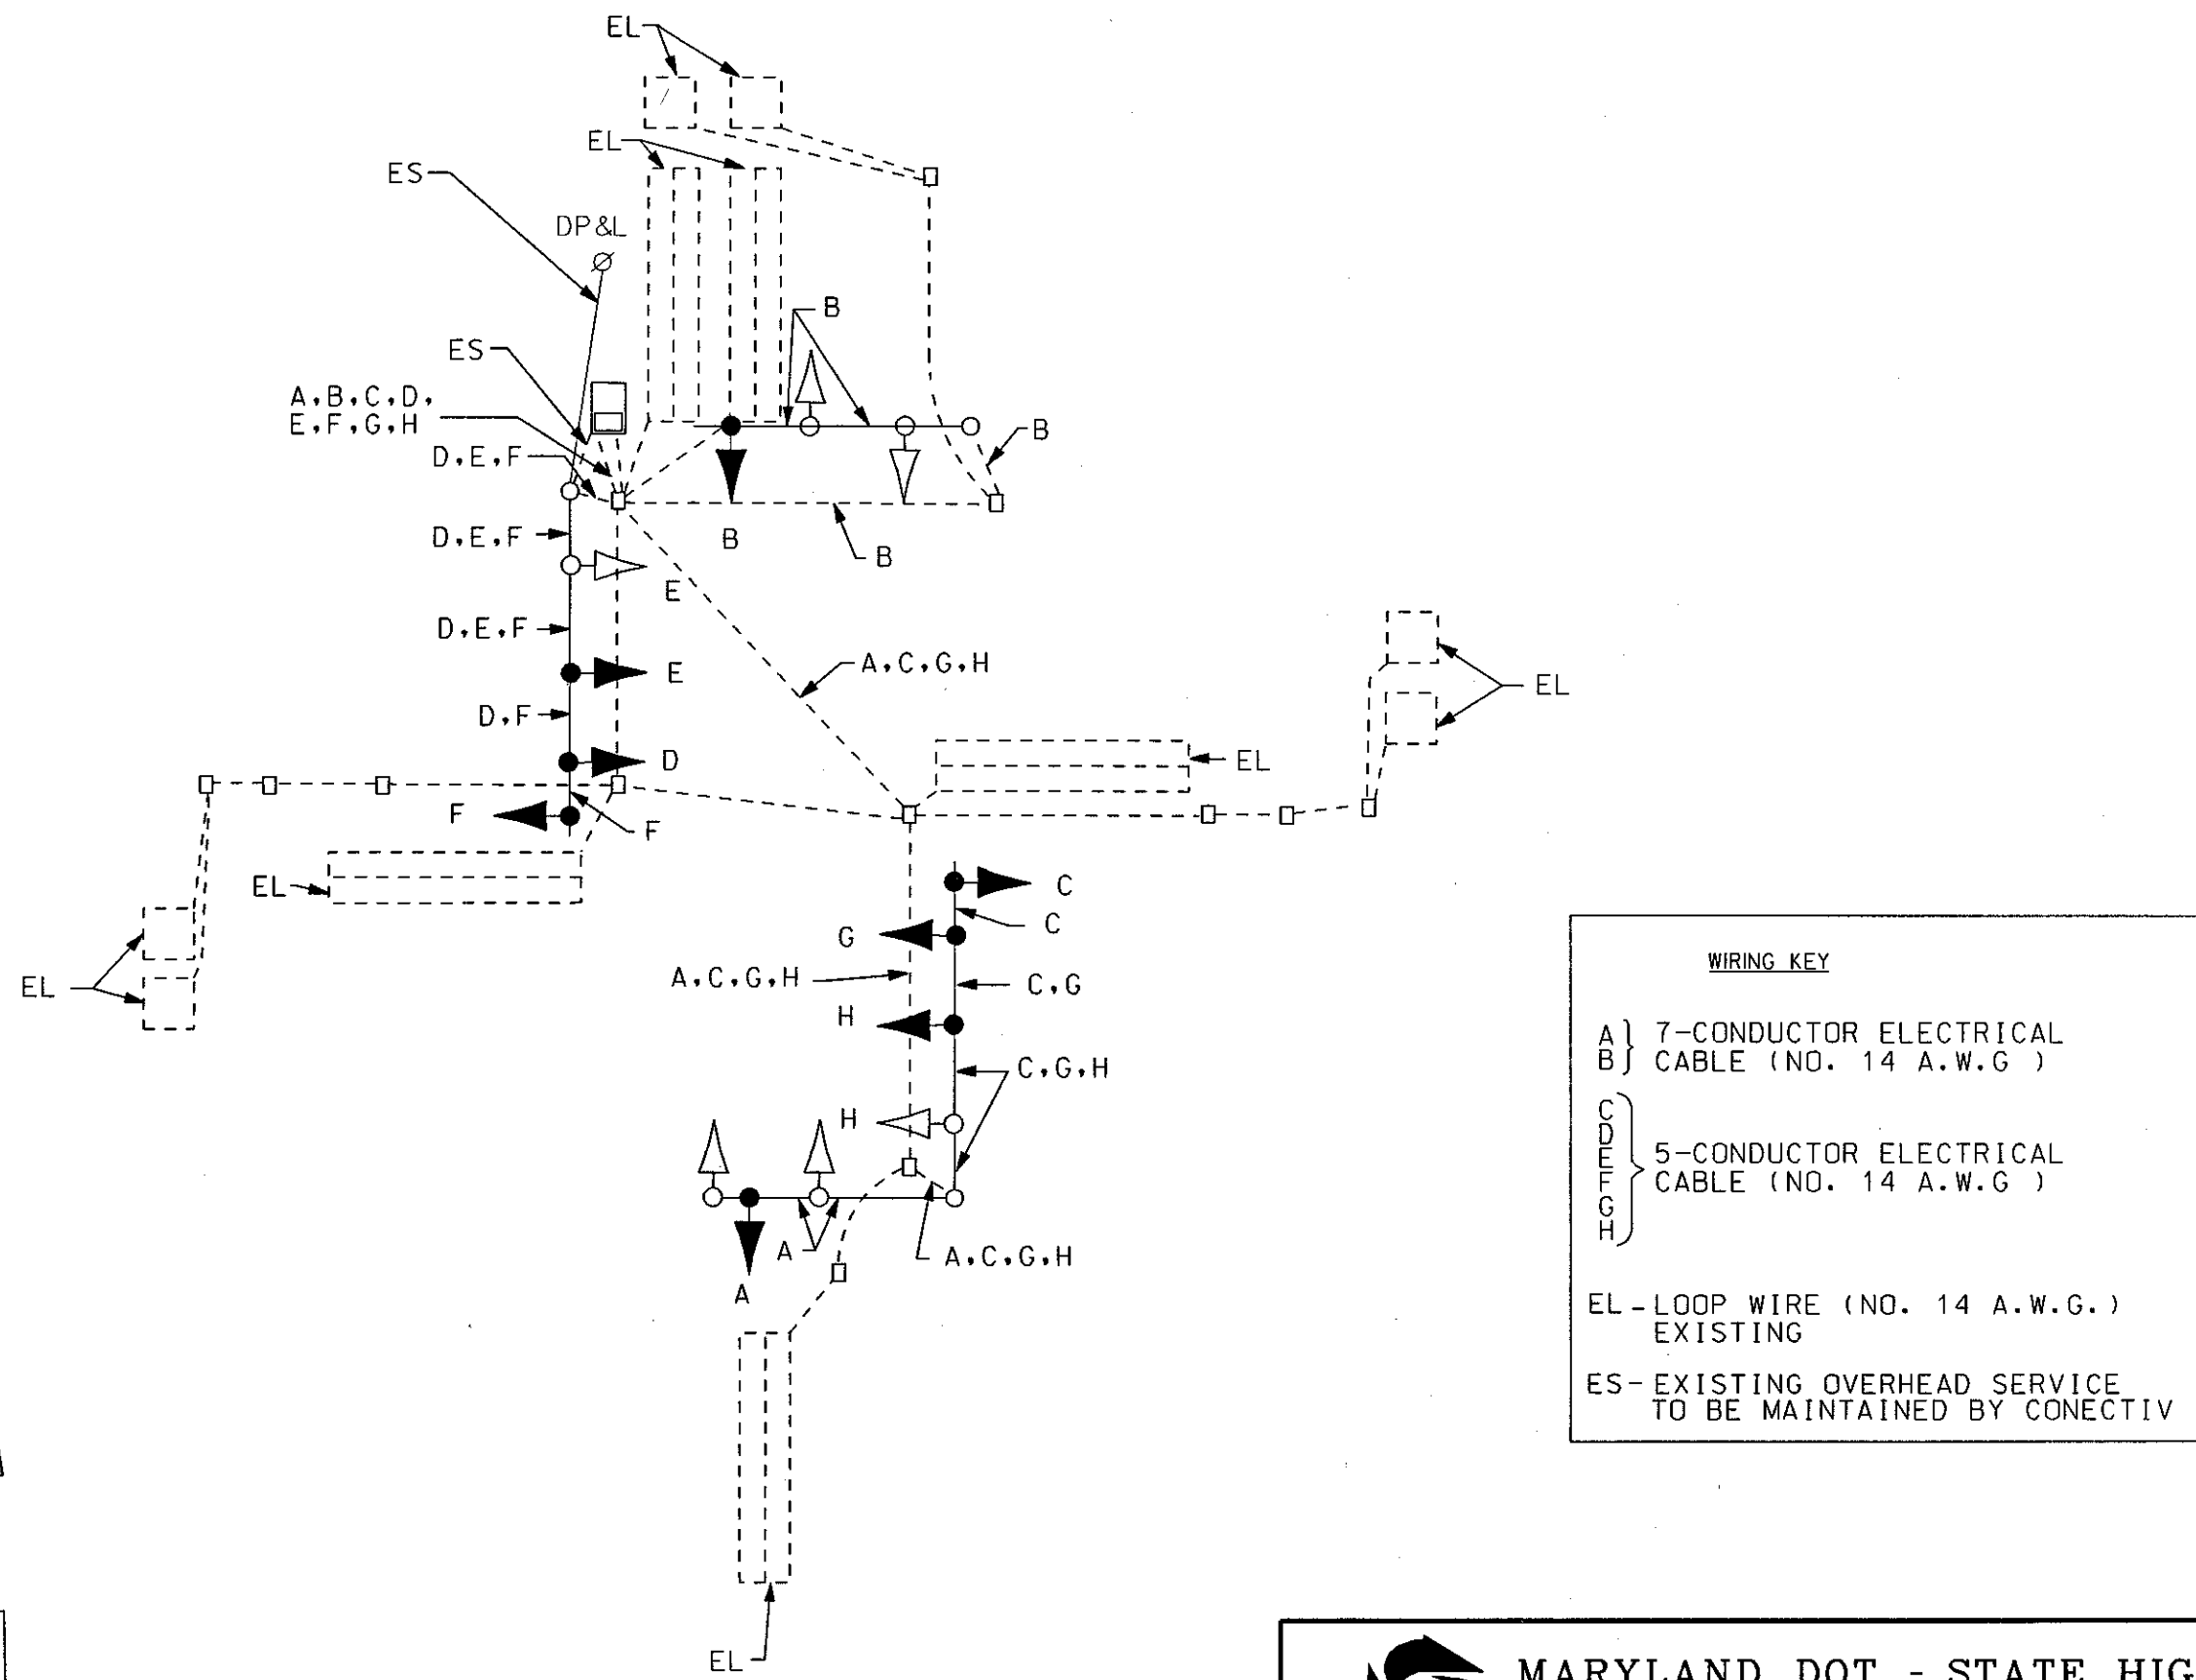 EL
EL
ES
DP&L
B
ES
A,B,C,D,
E,F,G,H
B
D,E,F
D,E,F
B
B
E
D,E,F
A,C,G,H
E
EL
D,F
D
EL
F
F
EL
C
C
G
A,C,G,H
C,G
EL
H
C,G,H
H
A
A,C,G,H
A
EL
WIRING KEY
A
B
7-CONDUCTOR ELECTRICAL
CABLE (NO. 14 A.W.G )
C
D
E
F
G
H
5-CONDUCTOR ELECTRICAL
CABLE (NO. 14 A.W.G )
EL-LOOP WIRE (NO. 14 A.W.G.)
EXISTING
ES-EXISTING OVERHEAD SERVICE
TO BE MAINTAINED BY CONECTIV
MARYLAND DOT - STATE HIG